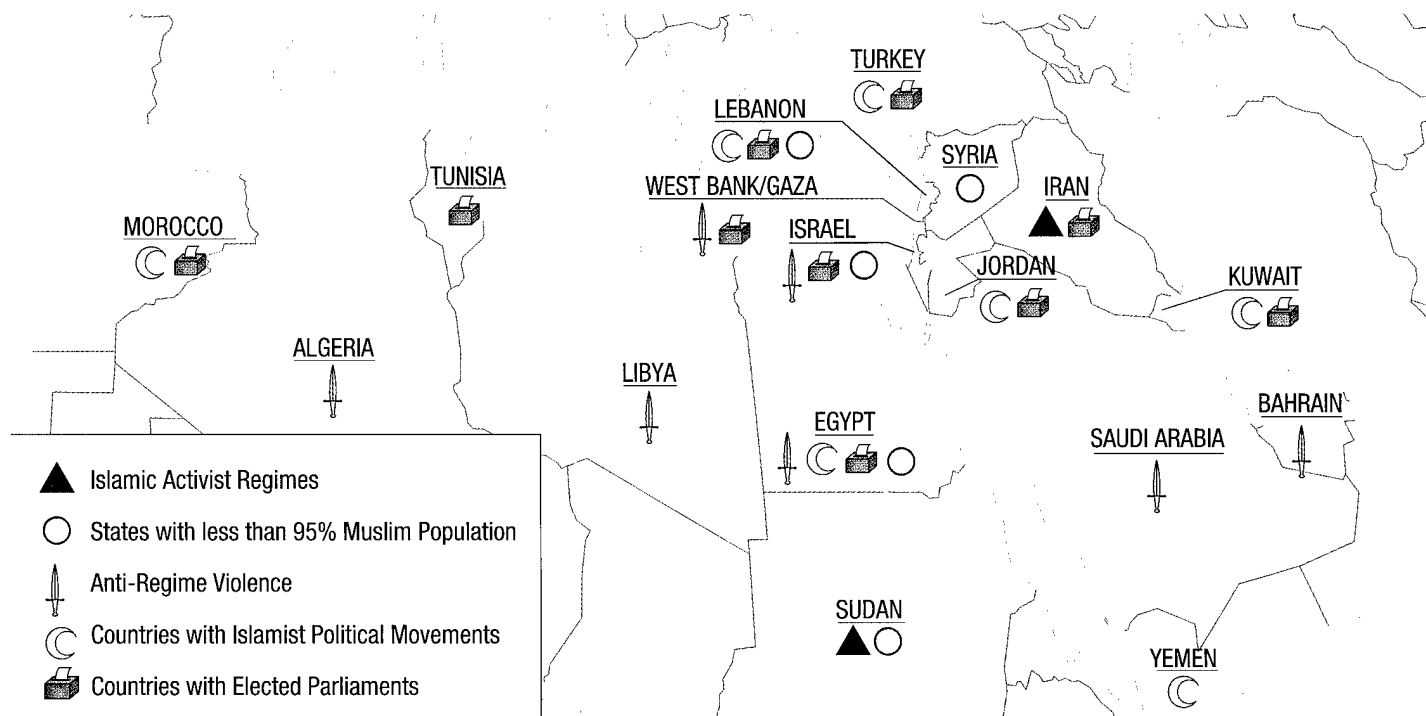 TURKEY
LEBANON
SYRIA
TUNISIA
WEST BANK/GAZA
IRAN
MOROCCO
ISRAEL
JORDAN
KUWAIT
ALGERIA
LIBYA
BAHRAIN
EGYPT
SAUDI ARABIA
Islamic Activist Regimes
States with less than 95% Muslim Population
Anti-Regime Violence
Countries with Islamist Political Movements
Countries with Elected Parliaments
SUDAN
YEMEN